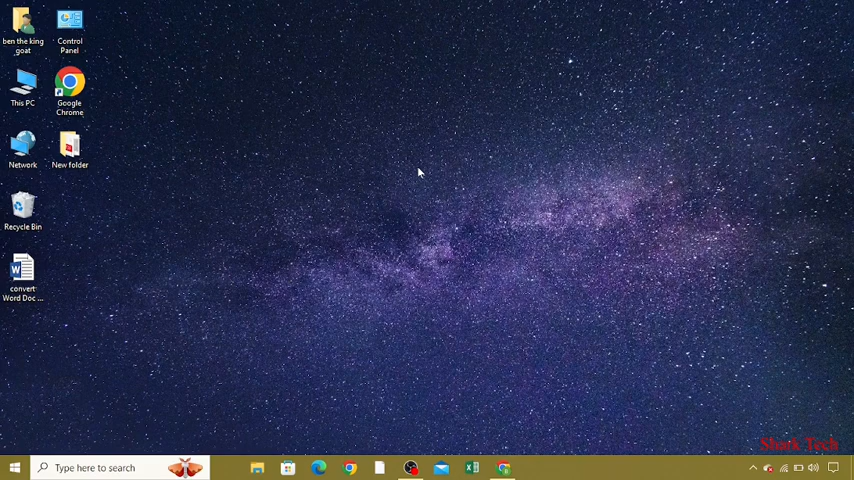 ben the king
goat
Control
Panel
This PC
Google
Chrome
Network
New folder
Recycle Bin
convert
Word Doc ...
Shark Tech
Type here to search